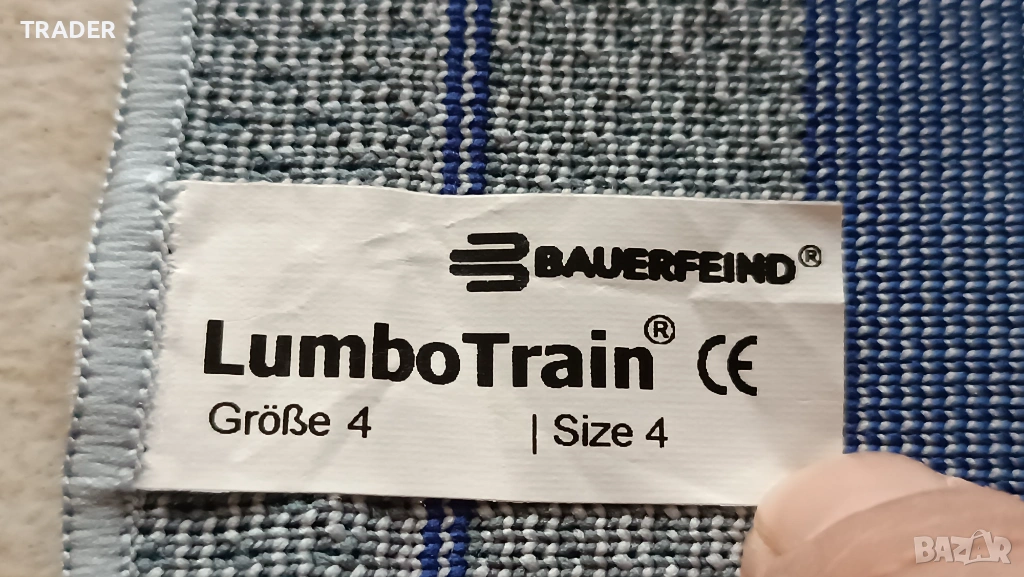 TRADER
BAUERFEIND®
LumboTrain® CE
Größe 4 | Size 4
BAZAR